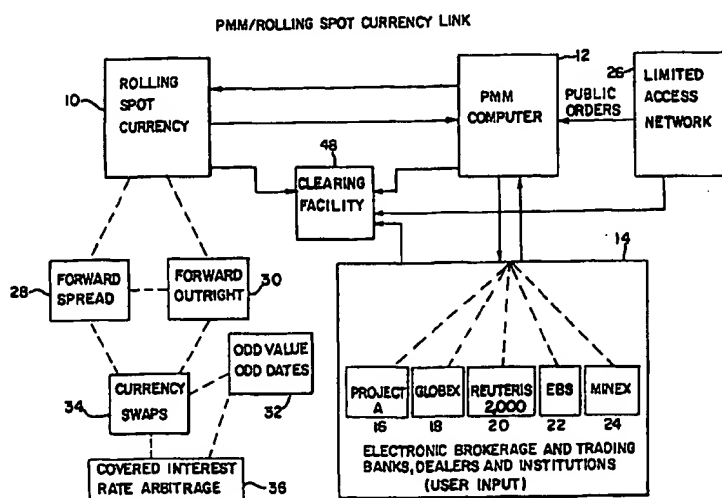 PMM/ROLLING SPOT CURRENCY LINK
10
ROLLING
SPOT
CURRENCY
12
PMM
COMPUTER
PUBLIC
ORDERS
26
LIMITED
ACCESS
NETWORK
48
CLEARING
FACILITY
14
28
FORWARD
SPREAD
FORWARD
OUTRIGHT
30
ODD VALUE
ODD DATES
32
34
CURRENCY
SWAPS
COVERED INTEREST
RATE ARBITRAGE
36
PROJECT
A
16
GLOBEX
18
REUTERIS
2,000
20
EBS
22
MINEX
24
ELECTRONIC BROKERAGE AND TRADING
BANKS, DEALERS AND INSTITUTIONS
(USER INPUT)